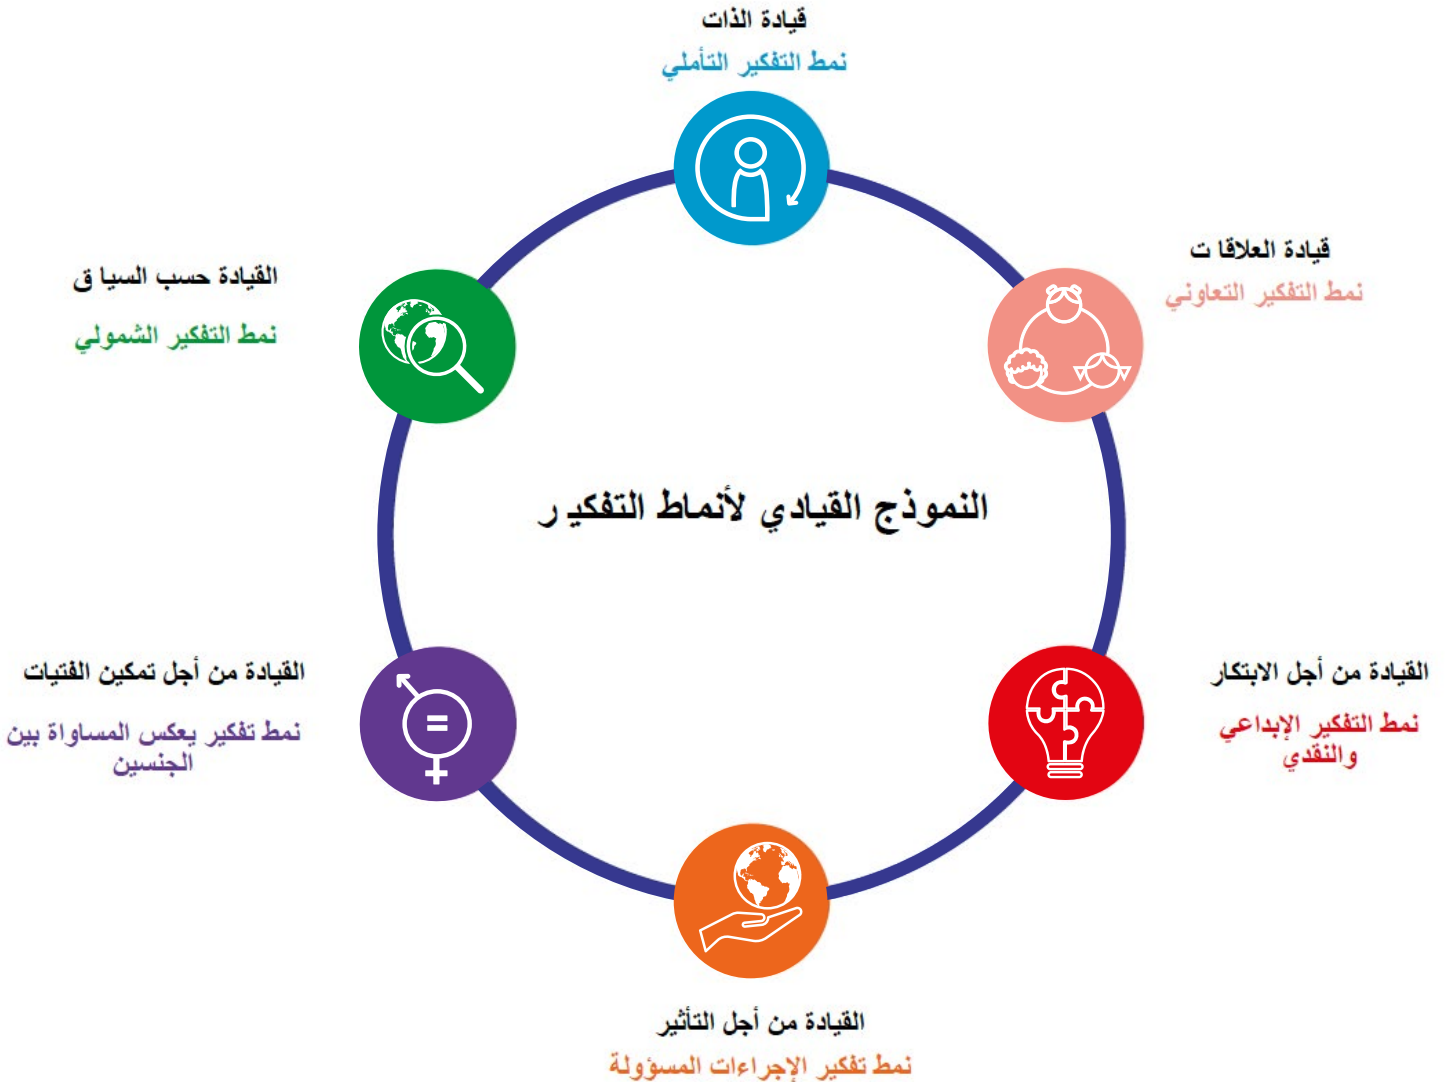 قيادة الذات
نمط التفكير التأملي
قيادة العلاقا ت
نمط التفكير التعاوني
القيادة حسب السيا ق
نمط التفكير الشمولي
النموذج القيادي لأنماط التفكير
القيادة من أجل الابتكار
نمط التفكير الإبداعي
والنقدي
القيادة من أجل تمكين الفتيات
نمط تفكير يعكس المساواة بين
الجنسين
القيادة من أجل التأثير
نمط تفكير الإجراءات المسؤولة